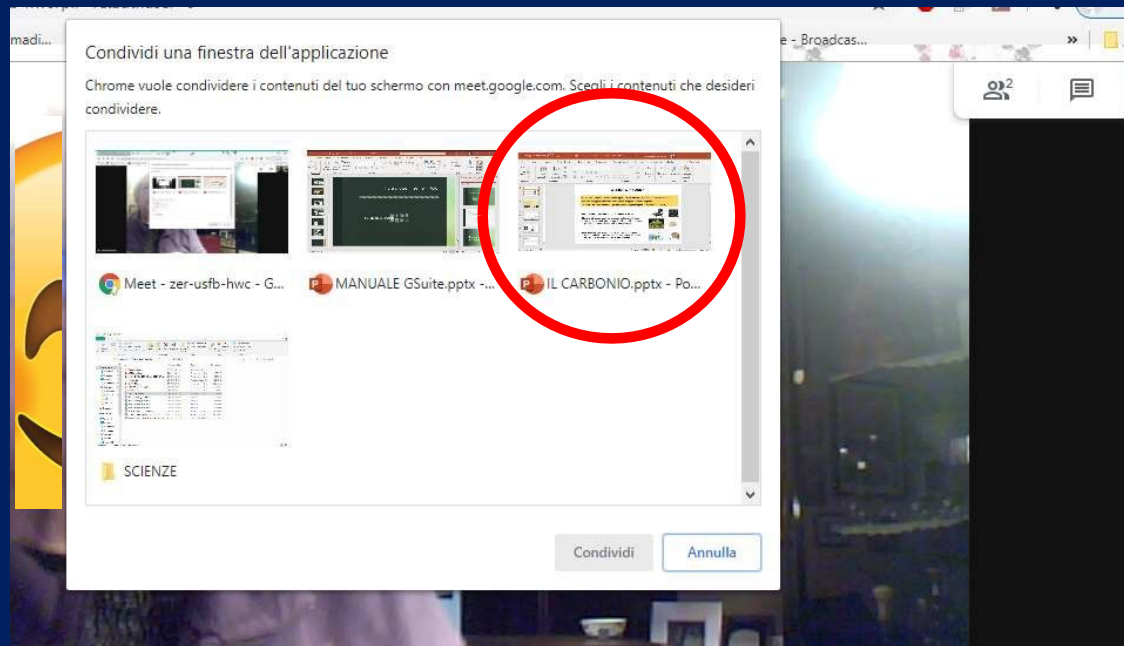 madi...
e - Broadcas...
»
Condividi una finestra dell'applicazione
Chrome vuole condividere i contenuti del tuo schermo con meet.google.com. Scegli i contenuti che desideri
condividere.
2
Meet - zer-usfb-hwc - G...
MANUALE GSuite.pptx -...
IL CARBONIO.pptx - Po...
SCIENZE
Condividi
Annulla